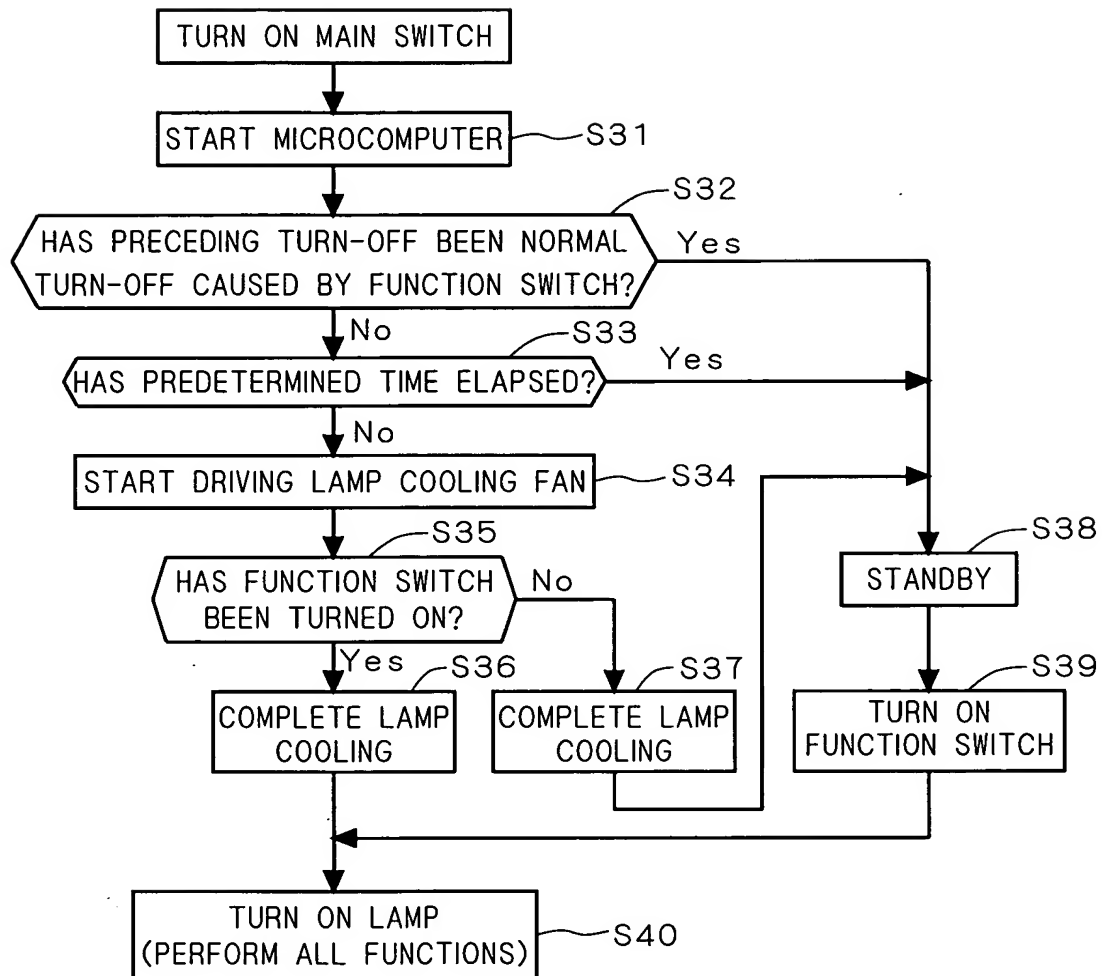 TURN ON MAIN SWITCH
START MICROCOMPUTER
S31
S32
HAS PRECEDING TURN-OFF BEEN NORMAL
TURN-OFF CAUSED BY FUNCTION SWITCH?
Yes
No
S33
HAS PREDETERMINED TIME ELAPSED?
Yes
No
START DRIVING LAMP COOLING FAN
S34
S35
HAS FUNCTION SWITCH
BEEN TURNED ON?
No
Yes
S38
STANDBY
S36
COMPLETE LAMP
COOLING
S37
COMPLETE LAMP
COOLING
S39
TURN ON
FUNCTION SWITCH
TURN ON LAMP
(PERFORM ALL FUNCTIONS)
S40